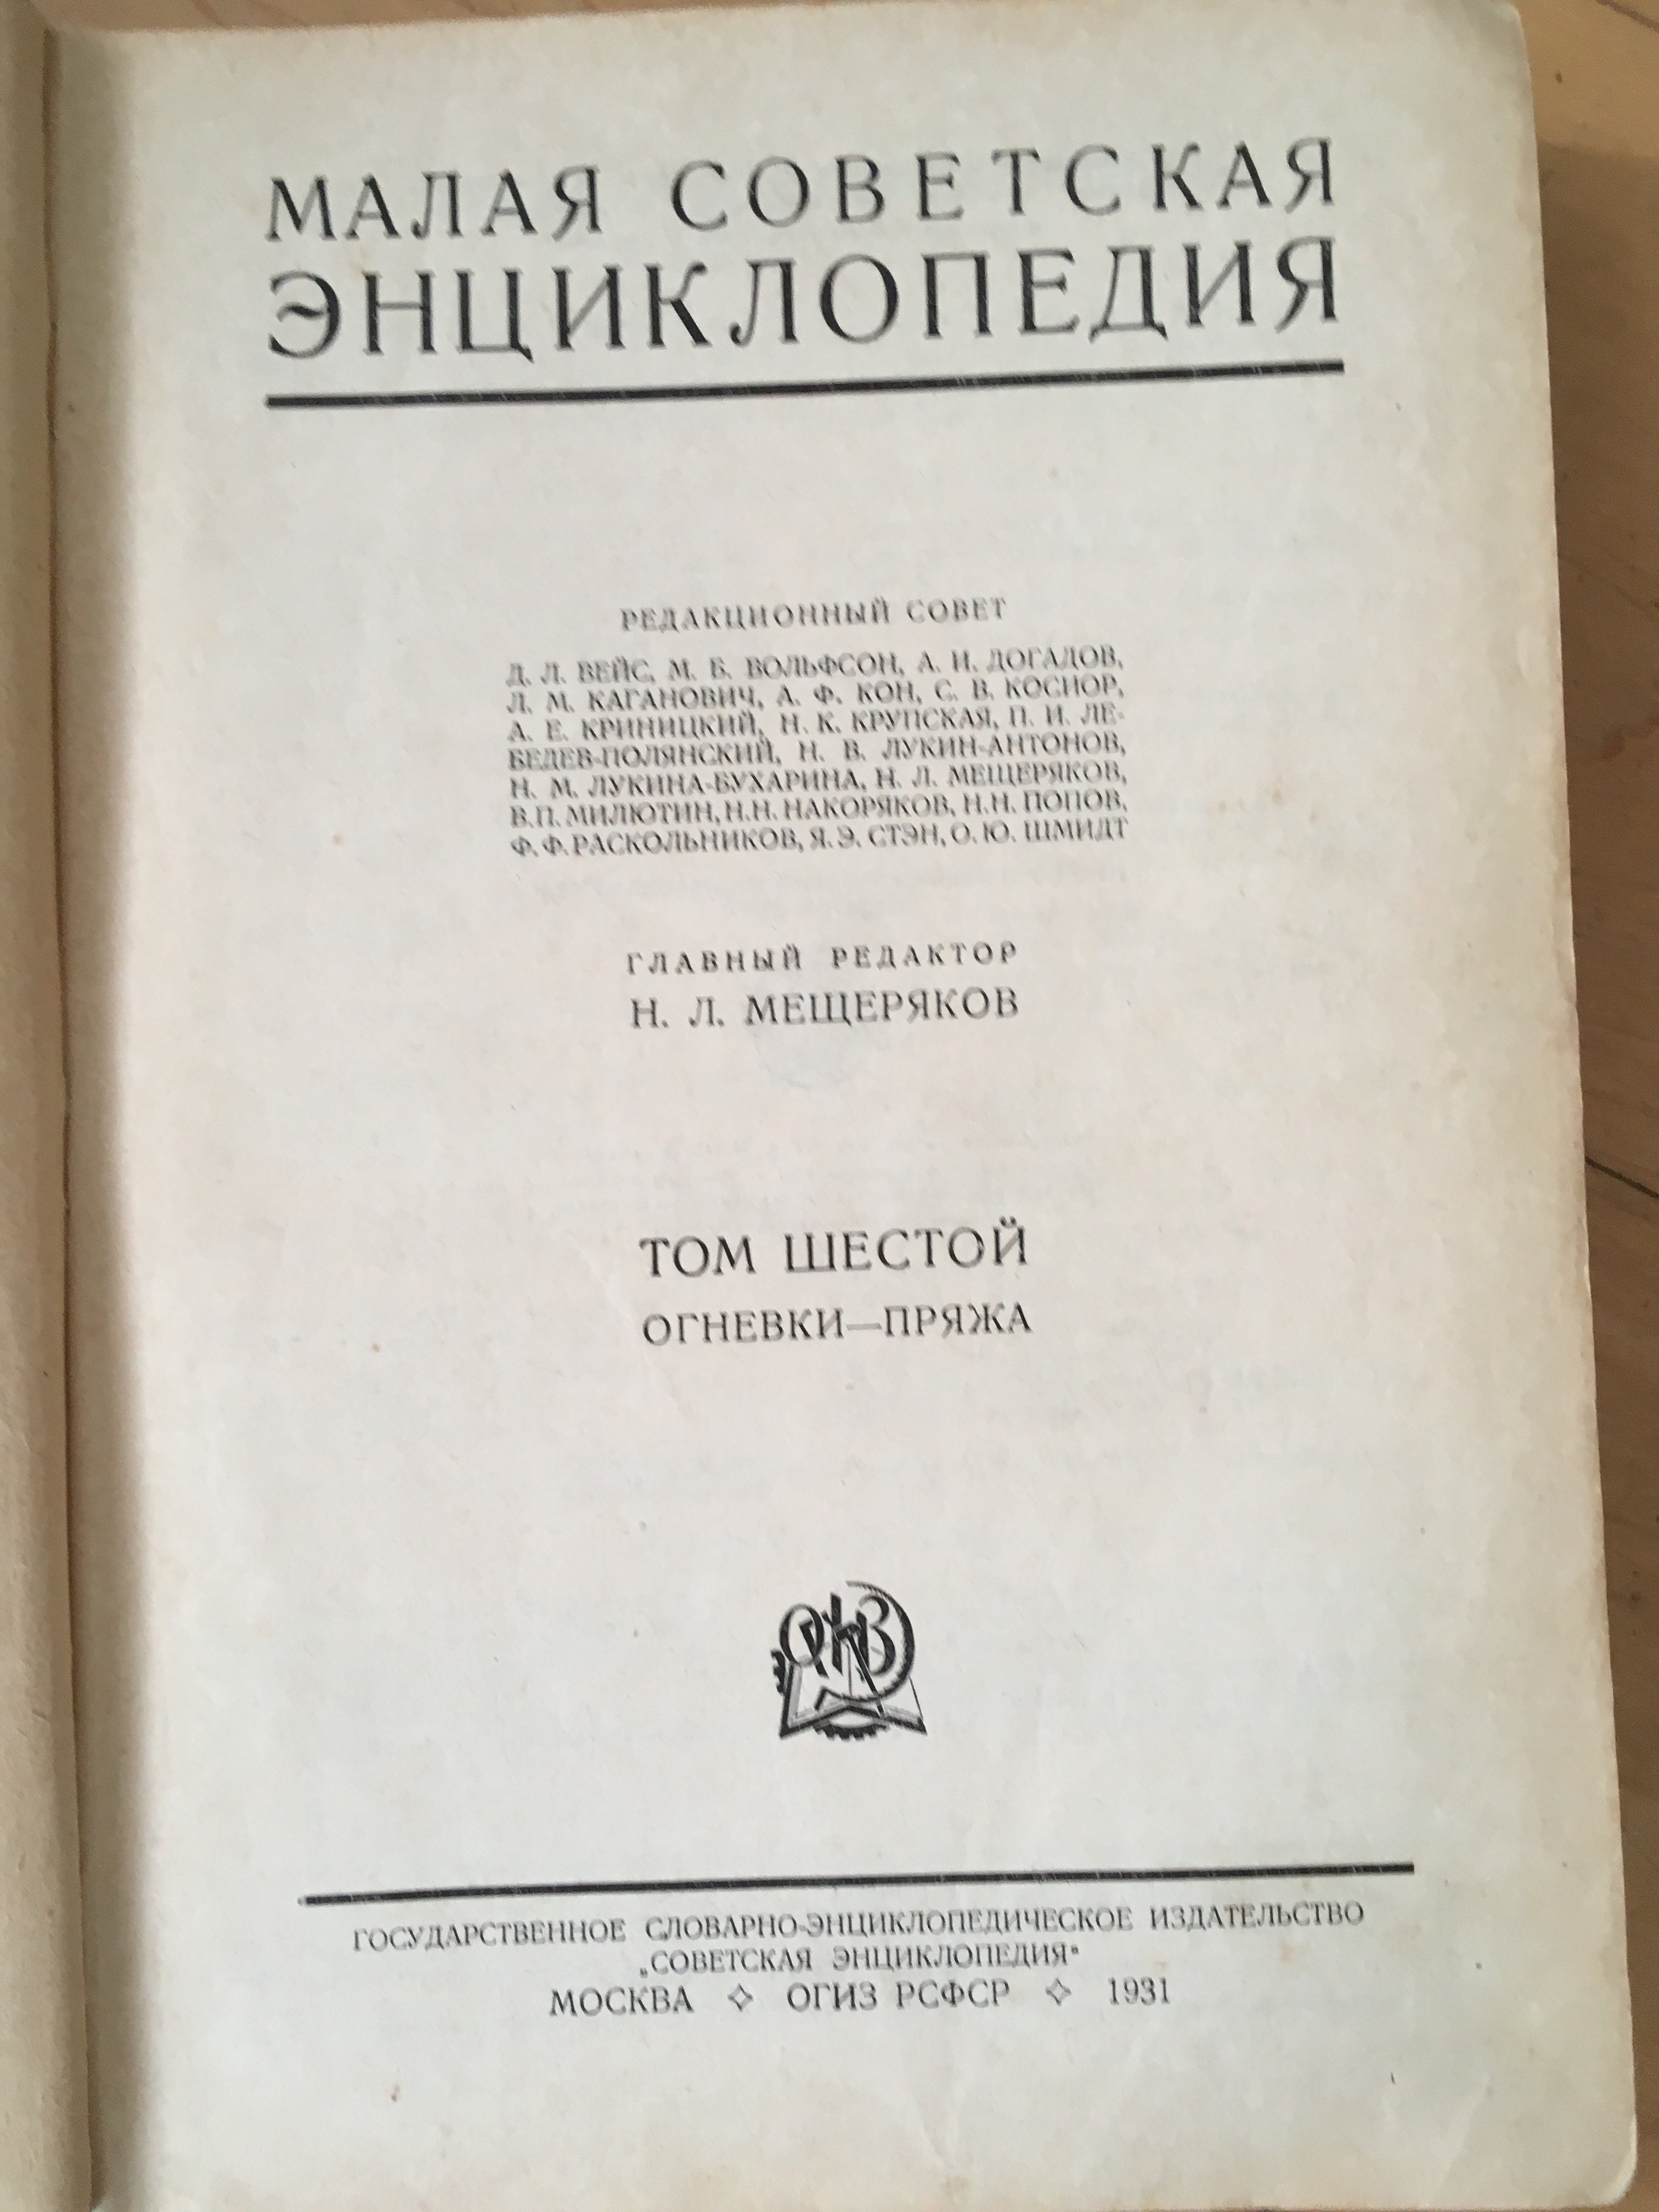 МАЛАЯ СОВЕТСКАЯ
ЭНЦИКЛОПЕДИЯ
РЕДАКЦИОННЫЙ СОВЕТ
Д. Л. ВЕЙС, М. Б. ВОЛЬФСОН, А. И. ДОГАДОВ,
Л. М. КАГАНОВИЧ, А. Ф. КОН, С. В. КОСИОР,
А. Е. КРИНИЦКИЙ, Н. К. КРУПСКАЯ, П. И. ЛЕ-
БЕДЕВ-ПОЛЯНСКИЙ, Н. В. ЛУКИН-АНТОНОВ,
Н. М. ЛУКИНА-БУХАРИНА, Н. Л. МЕЩЕРЯКОВ,
В. П. МИЛЮТИН, Н. Н. НАКОРЯКОВ, Н. Н. ПОПОВ,
Ф. Ф. РАСКОЛЬНИКОВ, Я. Э. СТЭН, О. Ю. ШМИДТ
ГЛАВНЫЙ РЕДАКТОР
Н. Л. МЕЩЕРЯКОВ
ТОМ ШЕСТОЙ
ОГНЕВКИ—ПРЯЖА
ГОСУДАРСТВЕННОЕ СЛОВАРНО-ЭНЦИКЛОПЕДИЧЕСКОЕ ИЗДАТЕЛЬСТВО
„СОВЕТСКАЯ ЭНЦИКЛОПЕДИЯ"
МОСКВА ✧ ОГИЗ РСФСР ✧ 1931